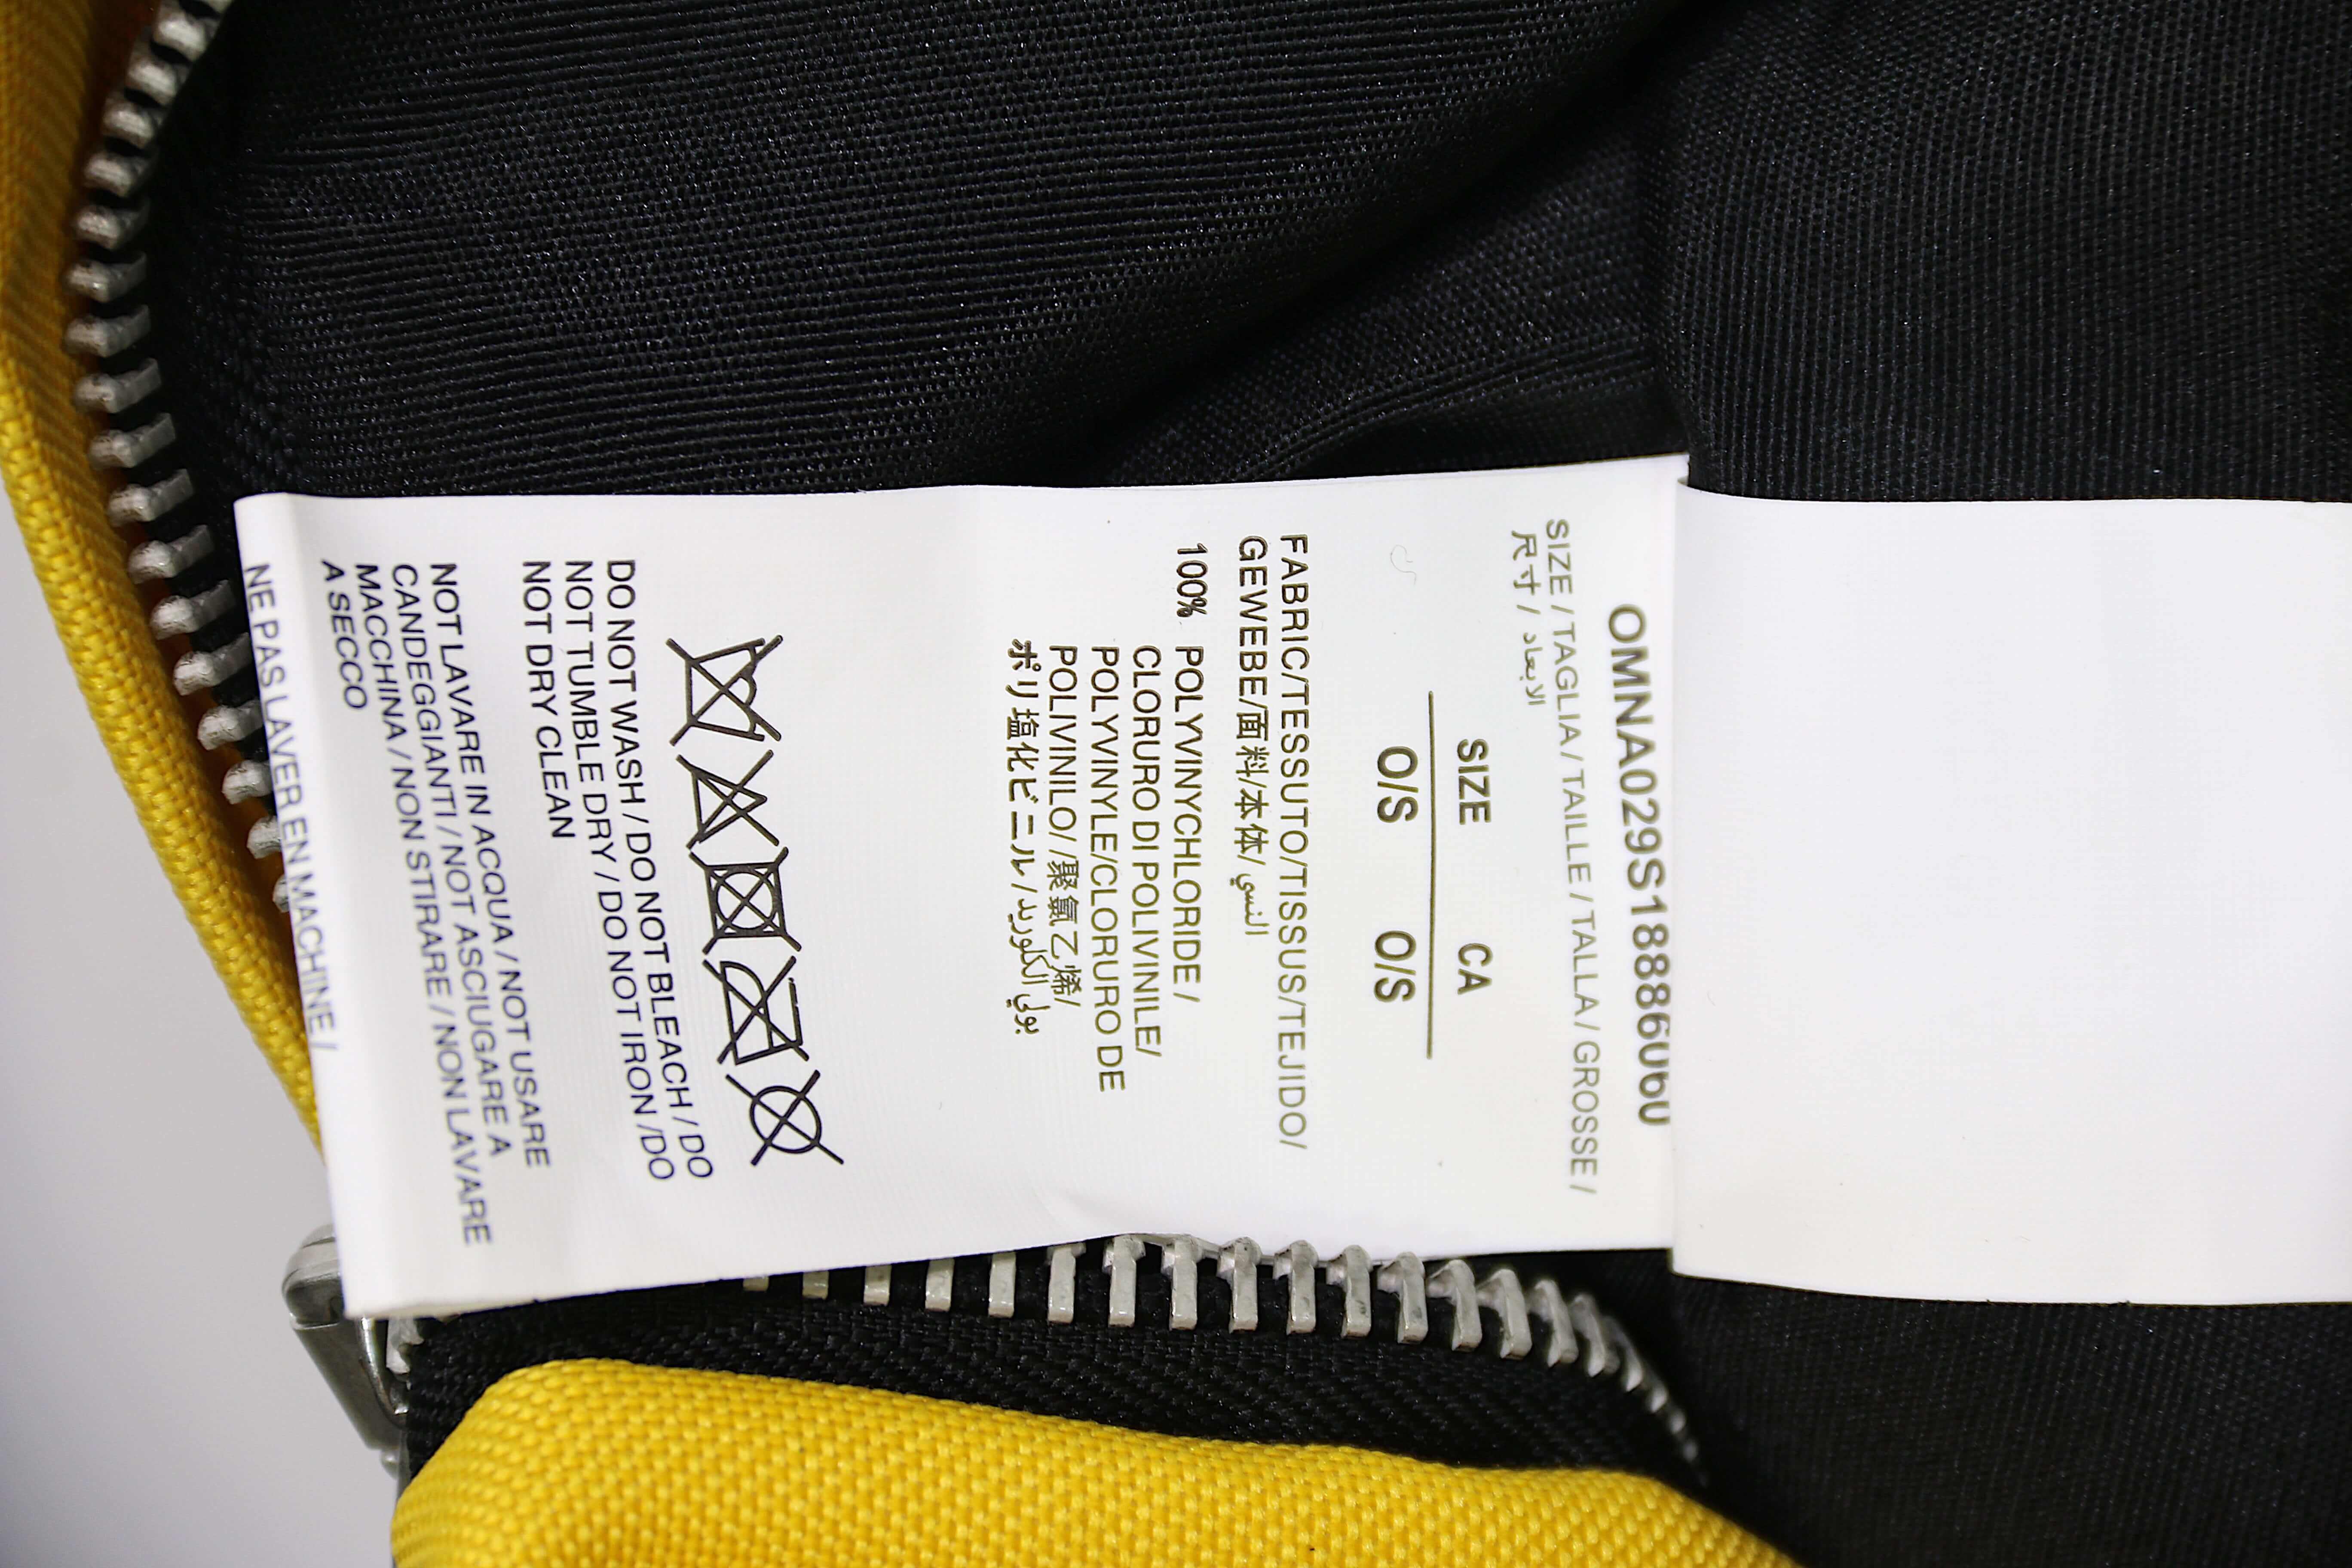 OMNA029S18886060
SIZE / TAGLIA / TAILLE / TALLA / GROSSE /
尺寸 / الابعاد
SIZE CA
O/S O/S
FABRIC/TESSUTO/TISSUS/TEJIDO/
GEWEBE/面料/本体/ النسي
100% POLYVINYCHLORIDE /
CLORURO DI POLIVINILE/
POLYVINYLE/CLORURO DE
POLIVINILO/ /聚氯乙烯/
ポリ塩化ビニル / بولي الكلوريد
DO NOT WASH / DO NOT BLEACH / DO
NOT TUMBLE DRY / DO NOT IRON /DO
NOT DRY CLEAN
NOT LAVARE IN ACQUA / NOT USARE
CANDEGGIANTI / NOT ASCIUGARE A
MACCHINA / NON STIRARE / NON LAVARE
A SECCO
NE PAS LAVER EN MACHINE /